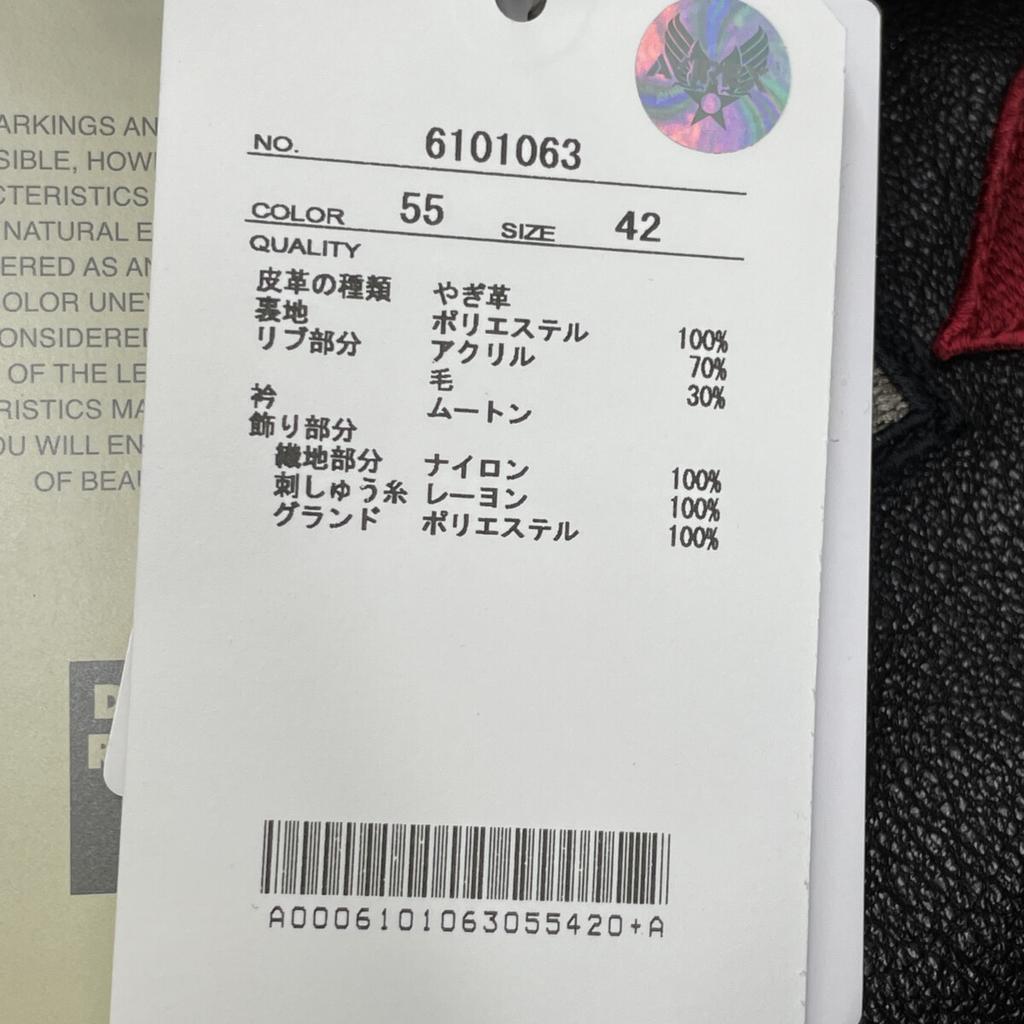 ARKINGS AN
SIBLE, HOW
CTERISTICS
NATURAL E
ERED AS AN
OLOR UNEV
ONSIDERED
OF THE LE
RISTICS MA
OU WILL EN
OF BEAU
NO. 6101063
COLOR 55 SIZE 42
QUALITY
皮革の種類 やぎ革
裏地 ポリエステル 100%
リブ部分 アクリル 70%
毛 30%
衿 ムートン
飾り部分
繊地部分 ナイロン 100%
刺しゅう糸 レーヨン 100%
グランド ポリエステル 100%
A0006101063055420+A